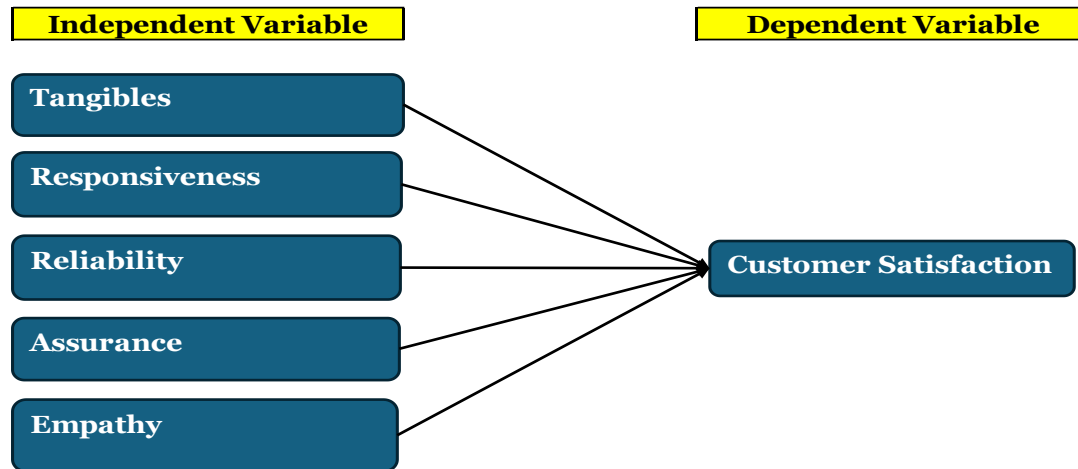 Independent Variable
Dependent Variable
Tangibles
Responsiveness
Reliability
Customer Satisfaction
Assurance
Empathy